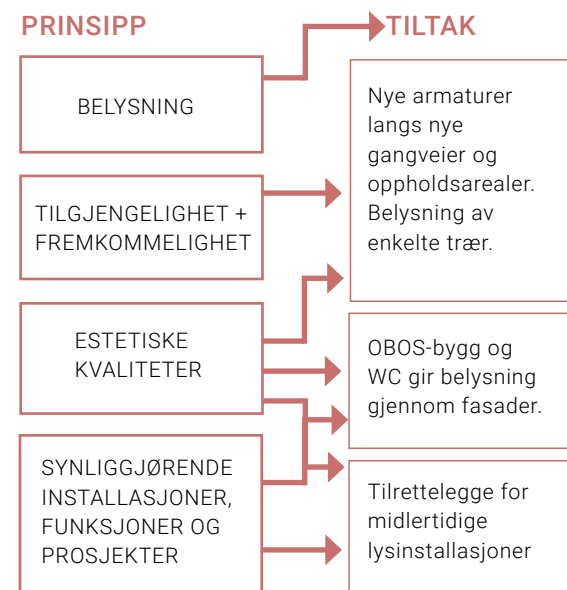 PRINSIPP
TILTAK
BELYSNING
TILGJENGELIGHET +
FREMKOMMELIGHET
ESTETISKE
KVALITETER
SYNLIGGJØRENDE
INSTALLASJONER,
FUNKSJONER OG
PROSJEKTER
Nye armaturer
langs nye
gangveier og
oppholdsarealer.
Belysning av
enkelte trær.
OBOS-bygg og
WC gir belysning
gjennom fasader.
Tilrettelegge for
midlertidige
lysinstallasjoner